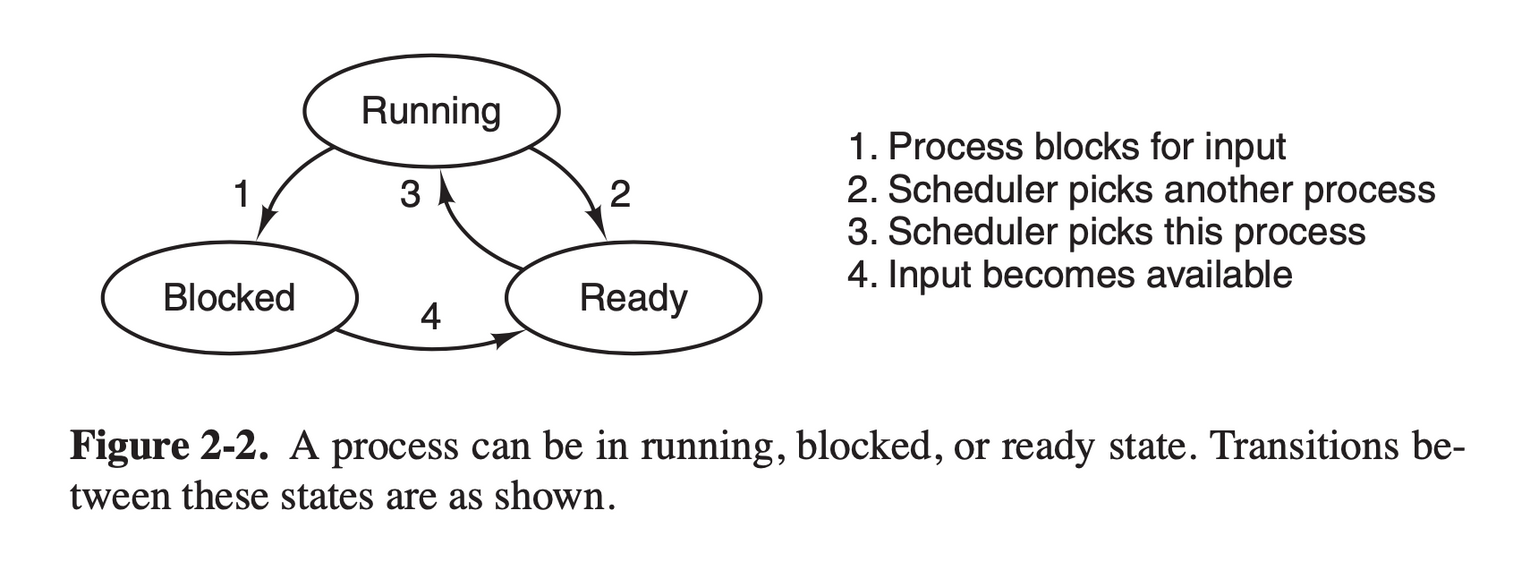 Running
1
3
2
Blocked
4
Ready
1. Process blocks for input
2. Scheduler picks another process
3. Scheduler picks this process
4. Input becomes available
Figure 2-2. A process can be in running, blocked, or ready state. Transitions be-
tween these states are as shown.